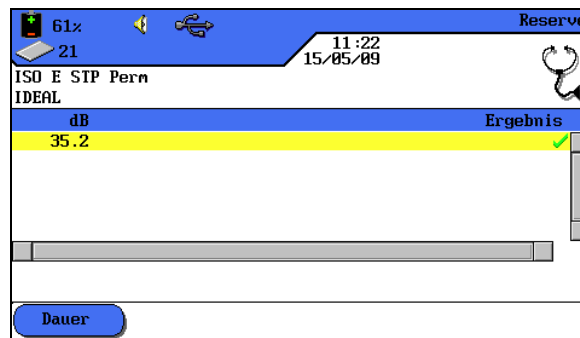 61% Reserve
21 11:22
15/05/09
ISO E STP Perm
IDEAL
dB Ergebnis
35.2
Dauer